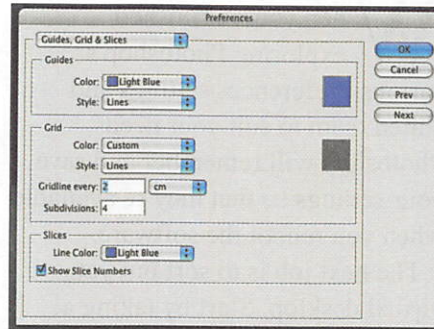 Preferences
Guides, Grid & Slices
OK
Cancel
Prev
Next
Guides
Color: Light Blue
Style: Lines
Grid
Color: Custom
Style: Lines
Gridline every: 2 cm
Subdivisions: 4
Slices
Line Color: Light Blue
Show Slice Numbers